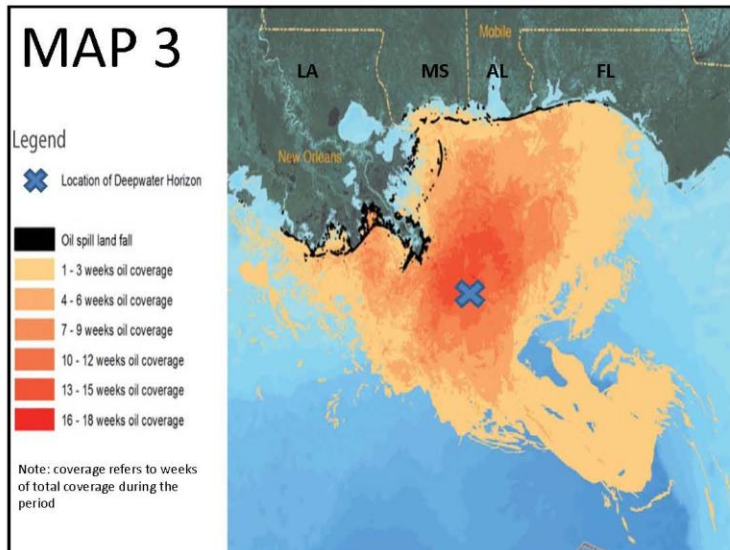 MAP 3
Mobile
LA
MS
AL
FL
New Orleans
Legend
Location of Deepwater Horizon
Oil spill land fall
1 - 3 weeks oil coverage
4 - 6 weeks oil coverage
7 - 9 weeks oil coverage
10 - 12 weeks oil coverage
13 - 15 weeks oil coverage
16 - 18 weeks oil coverage
Note: coverage refers to weeks
of total coverage during the
period